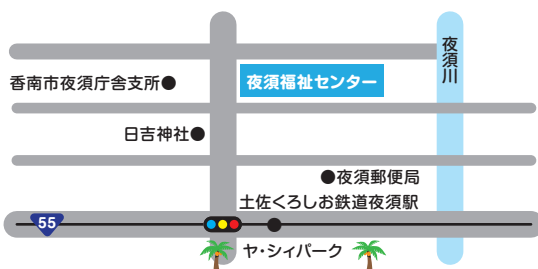 夜須川
香南市夜須庁舎支所●
夜須福祉センター
日吉神社●
●夜須郵便局
土佐くろしお鉄道夜須駅
55
ヤ・シィパーク